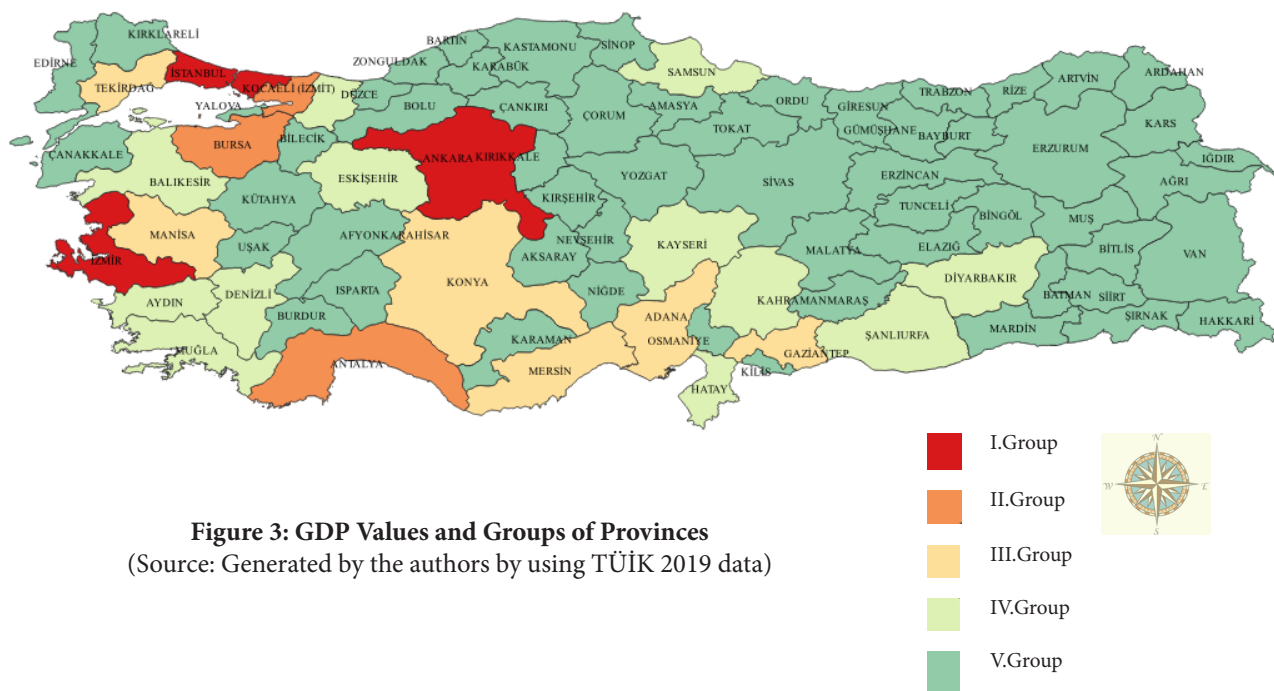 KIRKLARELİ
EDİRNE
TEKİRDAĞ
İSTANBUL
KOCAELİ (İZMİT)
YALOVA
DÜZCE
ZONGULDAK
BARTIN
KARABÜK
KASTAMONU
SİNOP
SAMSUN
BOLU
ÇANKIRI
ÇORUM
AMASYA
ORDU
TOKAT
GİRESUN
TRABZON
GÜMÜŞHANE
BAYBURT
RİZE
ARTVİN
ARDAHAN
KARS
IĞDIR
ERZURUM
AĞRI
ÇANAKKALE
BALIKESİR
BURSA
BİLECİK
ESKİŞEHİR
ANKARA
KIRIKKALE
KÜTAHYA
YOZGAT
SİVAS
ERZİNCAN
KIRŞEHİR
TUNCELİ
BİNGÖL
MUŞ
BİTLİS
VAN
İZMİR
MANİSA
UŞAK
AFYONKARAHİSAR
KONYA
NEVŞEHİR
AKSARAY
KAYSERİ
MALATYA
ELAZIĞ
DİYARBAKIR
BATMAN
SİİRT
ŞIRNAK
HAKKARİ
AYDIN
DENİZLİ
ISPARTA
BURDUR
NİĞDE
ADANA
KAHRAMANMARAŞ
MARDİN
ŞANLIURFA
MUĞLA
ANTALYA
KARAMAN
MERSİN
OSMANİYE
GAZİANTEP
KİLİS
HATAY
I.Group
II.Group
III.Group
IV.Group
V.Group
N
W
E
S
Figure 3: GDP Values and Groups of Provinces
(Source: Generated by the authors by using TÜİK 2019 data)